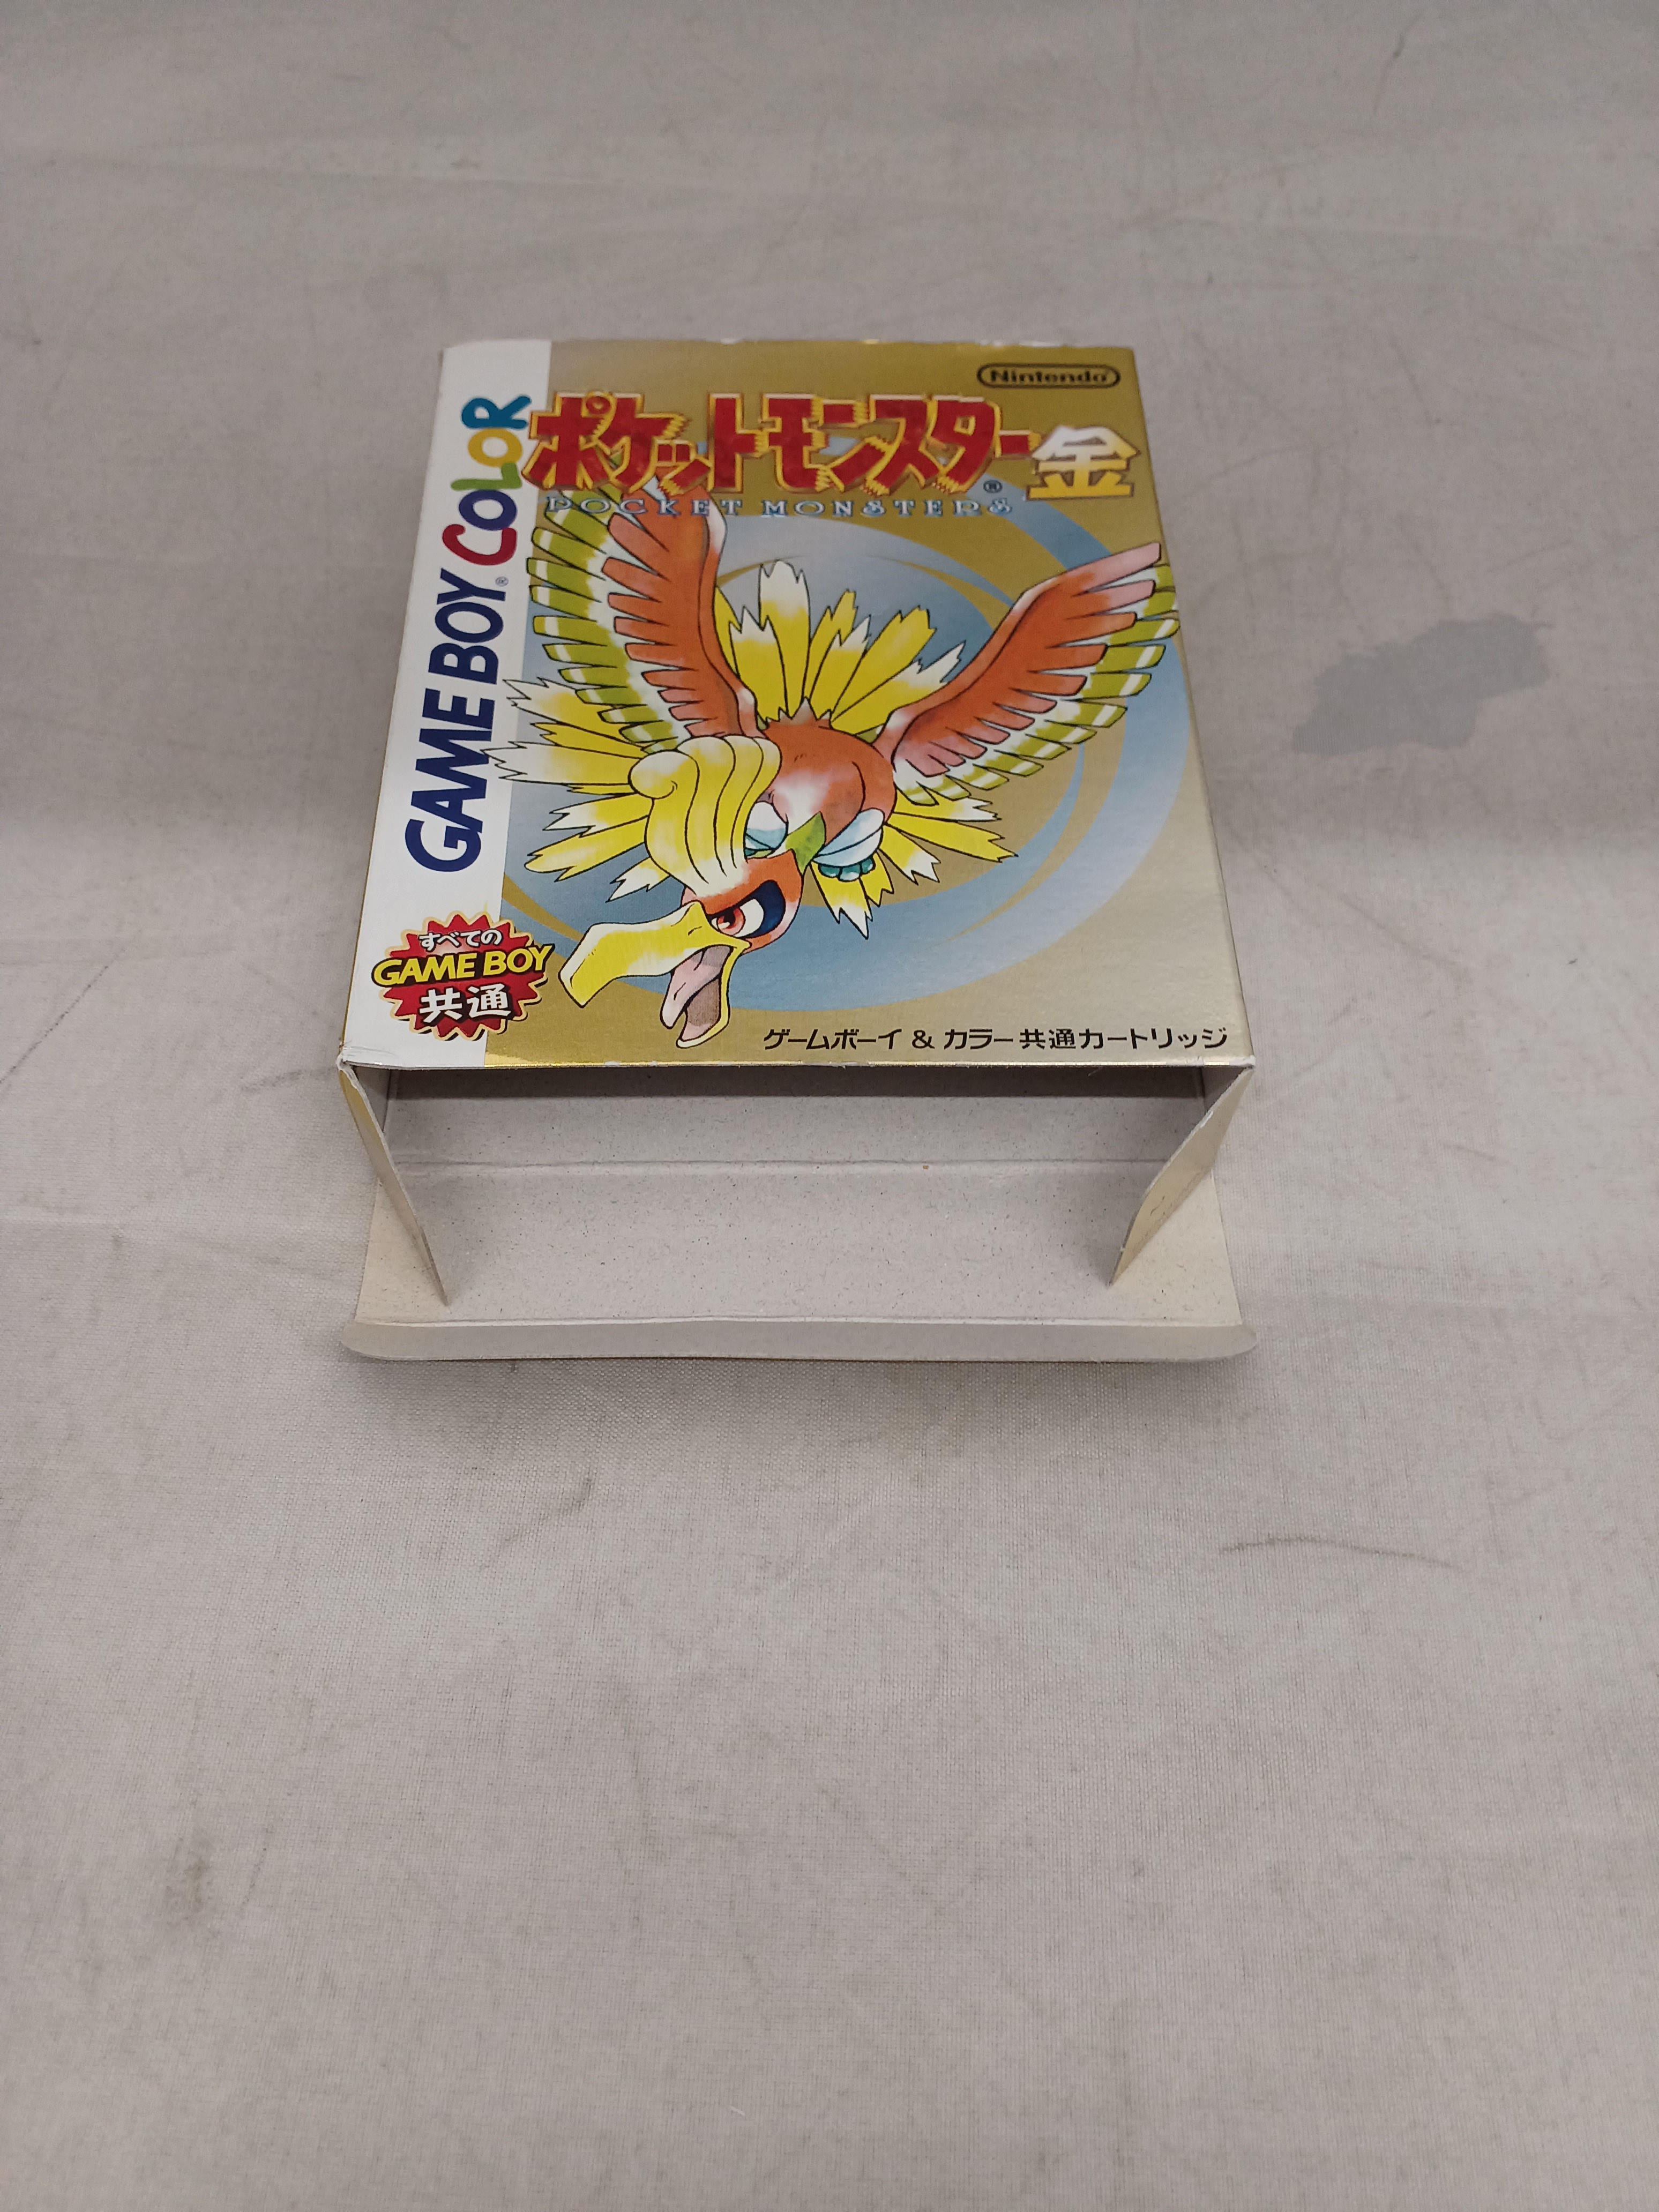 Nintendo
ポケットモンスター金
POCKET MONSTERS
GAME BOY COLOR
すべての
GAME BOY
共通
ゲームボーイ & カラー共通カートリッジ